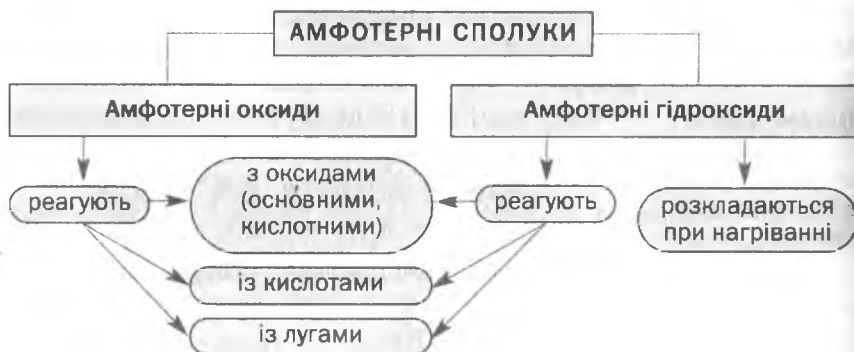 АМФОТЕРНІ СПОЛУКИ
Амфотерні оксиди
Амфотерні гідроксиди
реагують
з оксидами
(основними,
кислотними)
реагують
розкладаються
при нагріванні
із кислотами
із лугами